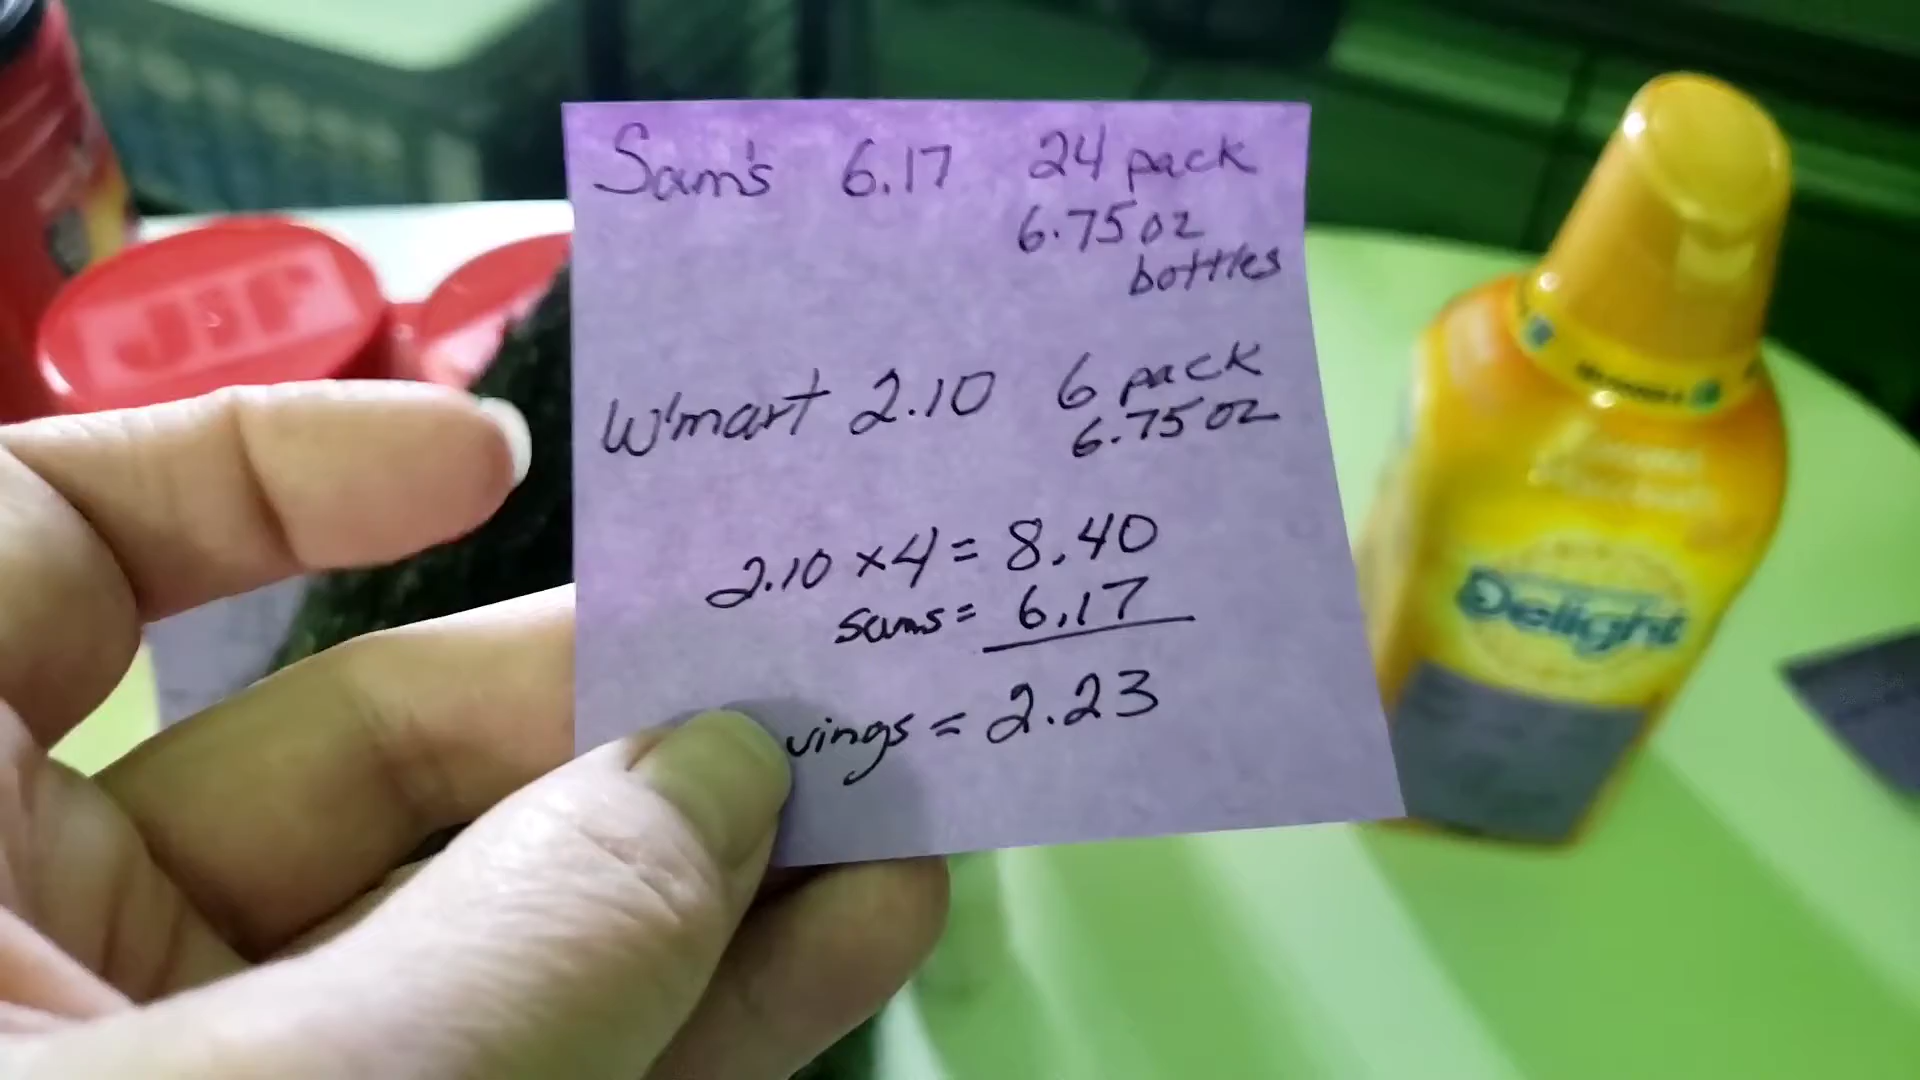 Sam's 6.17 24 pack
6.75 oz
bottles
W'mart 2.10 6 pack
6.75 oz
2.10 x 4 = 8.40
sams = 6.17
vings = 2.23
JIF
Delight